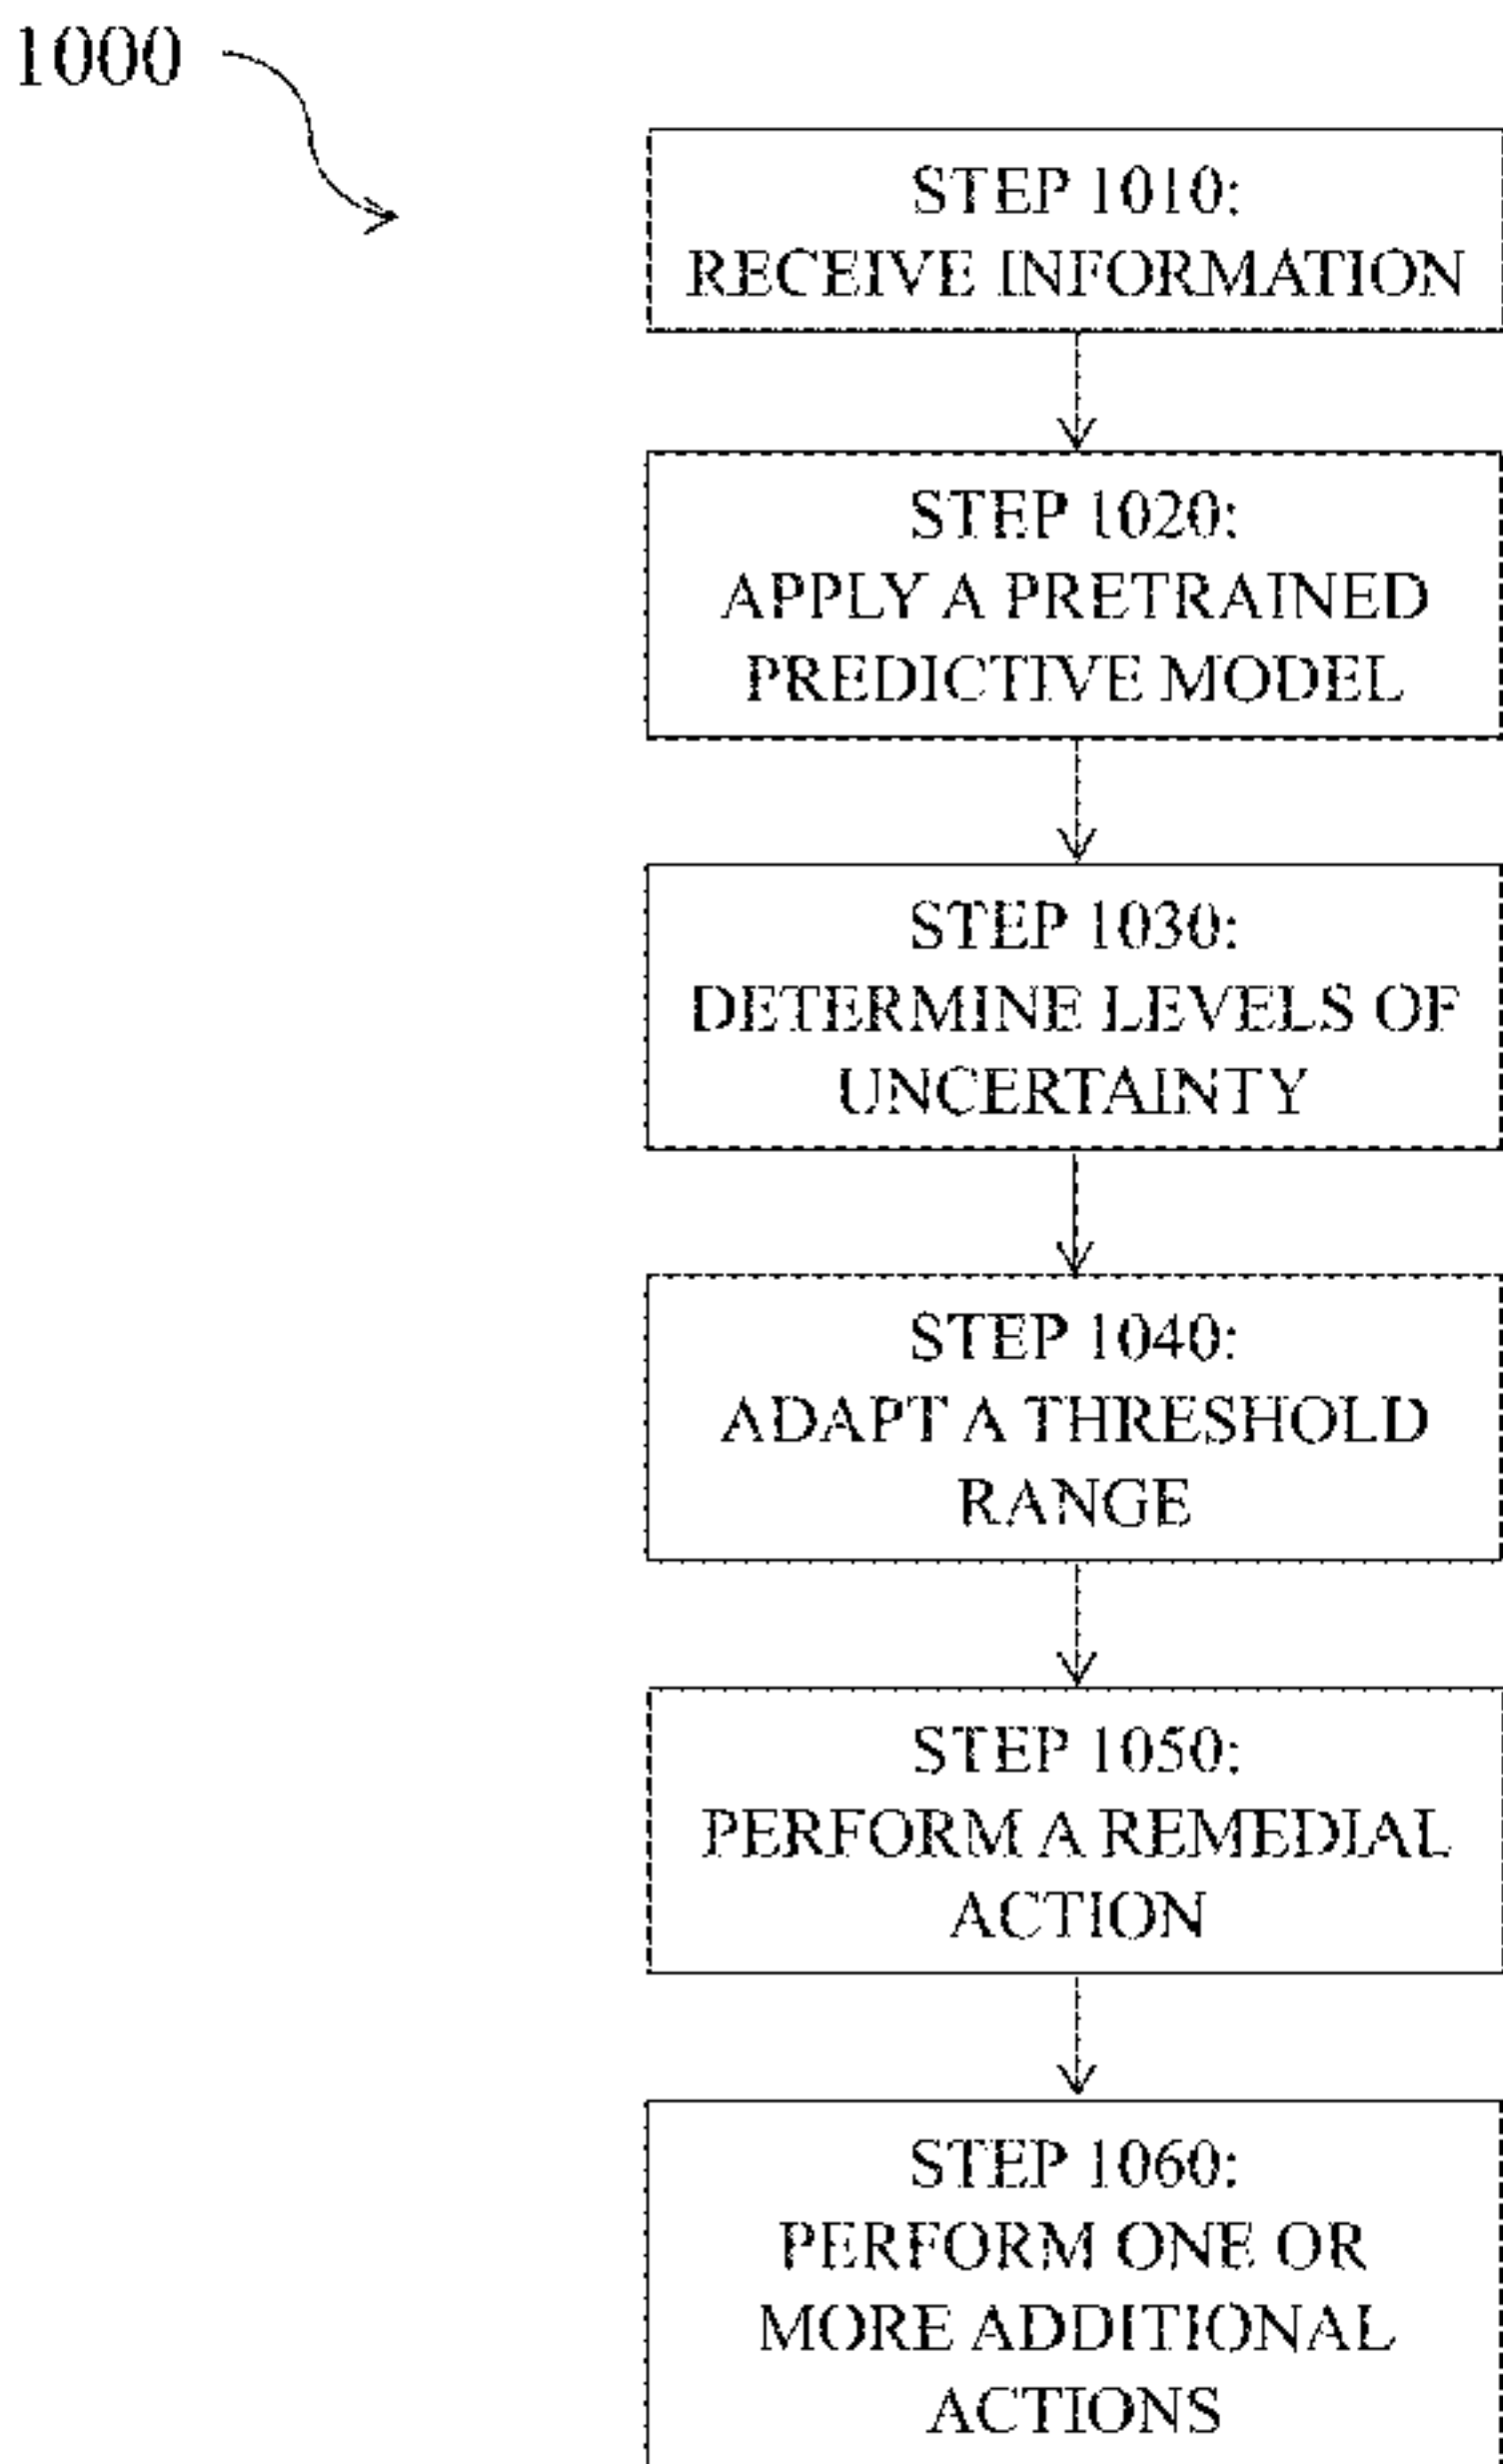 1000
STEP 1010:
RECEIVE INFORMATION
STEP 1020:
APPLY A PRETRAINED
PREDICTIVE MODEL
STEP 1030:
DETERMINE LEVELS OF
UNCERTAINTY
STEP 1040:
ADAPT A THRESHOLD
RANGE
STEP 1050:
PERFORM A REMEDIAL
ACTION
STEP 1060:
PERFORM ONE OR
MORE ADDITIONAL
ACTIONS